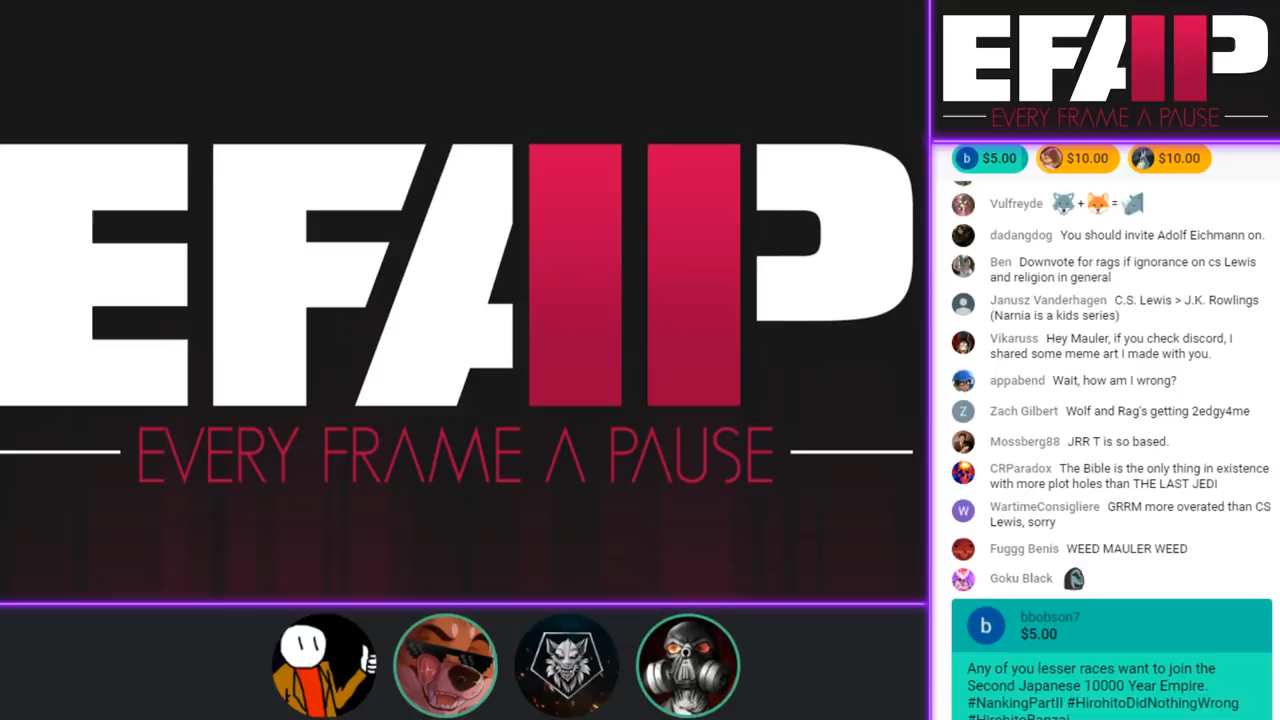 EFAP
EVERY FRAME A PAUSE
EFAP
EVERY FRAME A PAUSE
b $5.00 $10.00 $10.00
Vulfreyde + =
dadangdog You should invite Adolf Eichmann on.
Ben Downvote for rags if ignorance on cs Lewis
and religion in general
Janusz Vanderhagen C.S. Lewis > J.K. Rowlings
(Narnia is a kids series)
Vikaruss Hey Mauler, if you check discord, I
shared some meme art I made with you.
appabend Wait, how am I wrong?
Z Zach Gilbert Wolf and Rag's getting 2edgy4me
Mossberg88 JRR T is so based.
CRParadox The Bible is the only thing in existence
with more plot holes than THE LAST JEDI
W WartimeConsigliere GRRM more overated than CS
Lewis, sorry
Fuggg Benis WEED MAULER WEED
Goku Black
b bbobson7
$5.00
Any of you lesser races want to join the
Second Japanese 10000 Year Empire.
#NankingPartII #HirohitoDidNothingWrong
#HirohitoBanzai